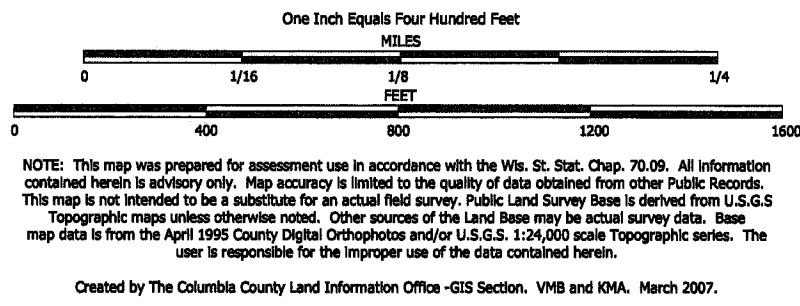 One Inch Equals Four Hundred Feet
MILES
0 1/16 1/8 1/4
FEET
0 400 800 1200 1600
NOTE: This map was prepared for assessment use in accordance with the Wis. St. Stat. Chap. 70.09. All information
contained herein is advisory only. Map accuracy is limited to the quality of data obtained from other Public Records.
This map is not intended to be a substitute for an actual field survey. Public Land Survey Base is derived from U.S.G.S
Topographic maps unless otherwise noted. Other sources of the Land Base may be actual survey data. Base
map data is from the April 1995 County Digital Orthophotos and/or U.S.G.S. 1:24,000 scale Topographic series. The
user is responsible for the improper use of the data contained herein.
Created by The Columbia County Land Information Office -GIS Section. VMB and KMA. March 2007.